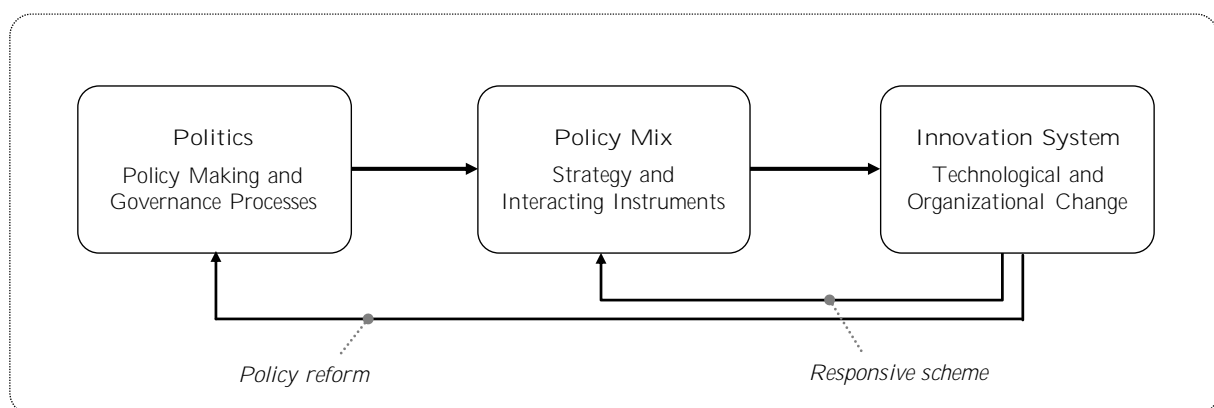 Politics
Policy Making and
Governance Processes
Policy Mix
Strategy and
Interacting Instruments
Innovation System
Technological and
Organizational Change
Policy reform
Responsive scheme